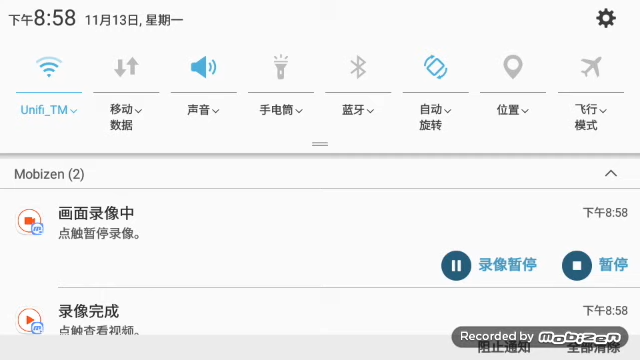 下午8:58 11月13日, 星期一
Unifi_TM 移动数据 声音 手电筒 蓝牙 自动旋转 位置 飞行模式
Mobizen (2)
画面录像中 下午8:58
点触暂停录像。
录像暂停 暂停
录像完成 下午8:58
点触查看视频。
阻止通知 全部清除
Recorded by mobizen